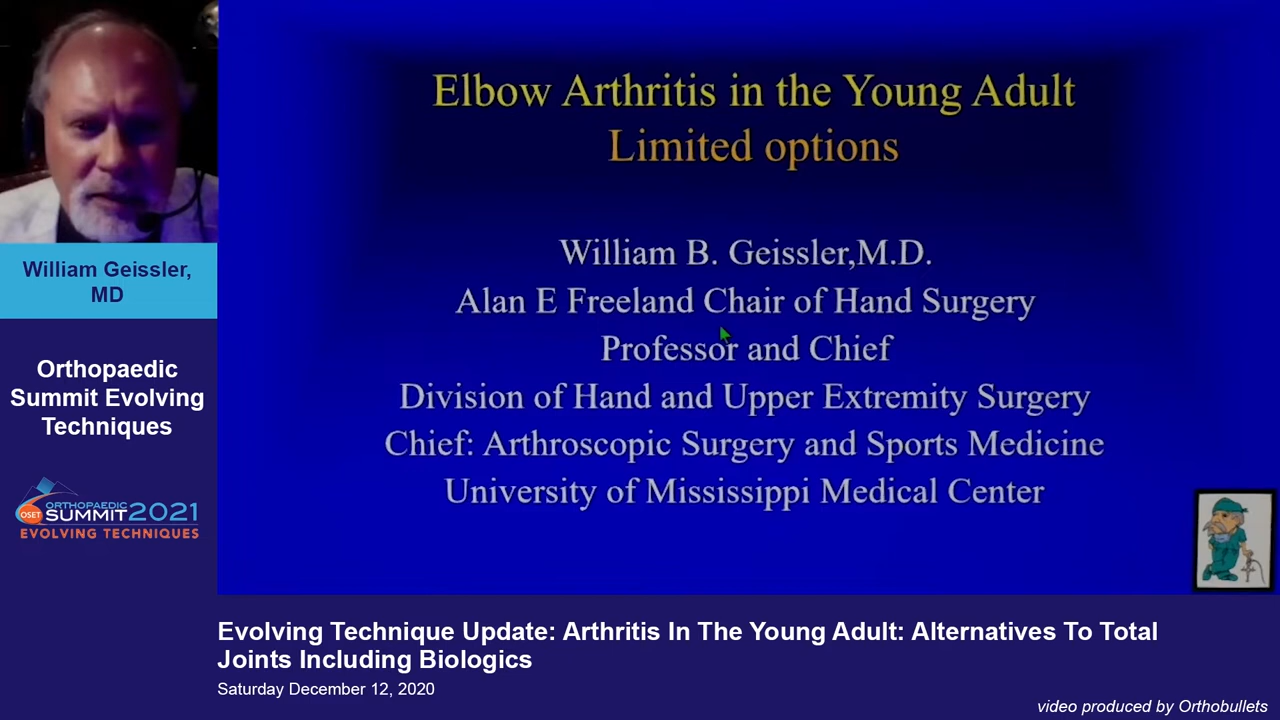 William Geissler,
MD
Orthopaedic
Summit Evolving
Techniques
ORTHOPAEDIC
OSET
SUMMIT 2021
EVOLVING TECHNIQUES
Elbow Arthritis in the Young Adult
Limited options
William B. Geissler,M.D.
Alan E Freeland Chair of Hand Surgery
Professor and Chief
Division of Hand and Upper Extremity Surgery
Chief: Arthroscopic Surgery and Sports Medicine
University of Mississippi Medical Center
Evolving Technique Update: Arthritis In The Young Adult: Alternatives To Total
Joints Including Biologics
Saturday December 12, 2020
video produced by Orthobullets